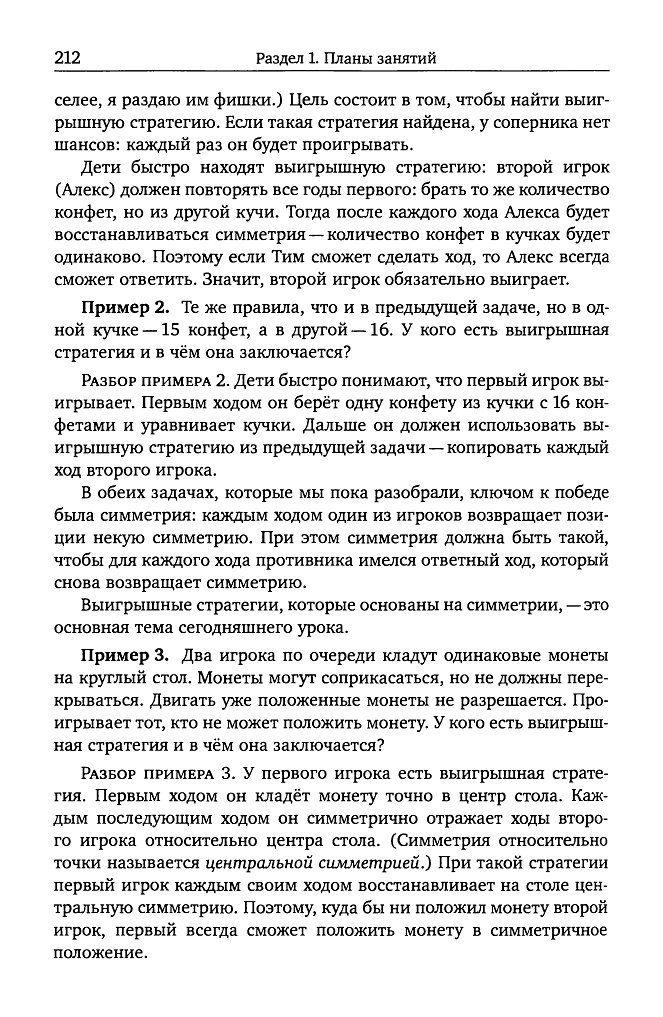 212
Раздел 1. Планы занятий
селее, я раздаю им фишки.) Цель состоит в том, чтобы найти выиг-
рышную стратегию. Если такая стратегия найдена, у соперника нет
шансов: каждый раз он будет проигрывать.
Дети быстро находят выигрышную стратегию: второй игрок
(Алекс) должен повторять все годы первого: брать то же количество
конфет, но из другой кучи. Тогда после каждого хода Алекса будет
восстанавливаться симметрия — количество конфет в кучках будет
одинаково. Поэтому если Тим сможет сделать ход, то Алекс всегда
сможет ответить. Значит, второй игрок обязательно выиграет.
Пример 2. Те же правила, что и в предыдущей задаче, но в од-
ной кучке — 15 конфет, а в другой — 16. У кого есть выигрышная
стратегия и в чём она заключается?
Разбор примера 2. Дети быстро понимают, что первый игрок вы-
игрывает. Первым ходом он берёт одну конфету из кучки с 16 кон-
фетами и уравнивает кучки. Дальше он должен использовать вы-
игрышную стратегию из предыдущей задачи — копировать каждый
ход второго игрока.
В обеих задачах, которые мы пока разобрали, ключом к победе
была симметрия: каждым ходом один из игроков возвращает пози-
ции некую симметрию. При этом симметрия должна быть такой,
чтобы для каждого хода противника имелся ответный ход, который
снова возвращает симметрию.
Выигрышные стратегии, которые основаны на симметрии, — это
основная тема сегодняшнего урока.
Пример 3. Два игрока по очереди кладут одинаковые монеты
на круглый стол. Монеты могут соприкасаться, но не должны пере-
крываться. Двигать уже положенные монеты не разрешается. Про-
игрывает тот, кто не может положить монету. У кого есть выигрыш-
ная стратегия и в чём она заключается?
Разбор примера 3. У первого игрока есть выигрышная страте-
гия. Первым ходом он кладёт монету точно в центр стола. Каж-
дым последующим ходом он симметрично отражает ходы второ-
го игрока относительно центра стола. (Симметрия относительно
точки называется центральной симметрией.) При такой стратегии
первый игрок каждым своим ходом восстанавливает на столе цен-
тральную симметрию. Поэтому, куда бы ни положил монету второй
игрок, первый всегда сможет положить монету в симметричное
положение.